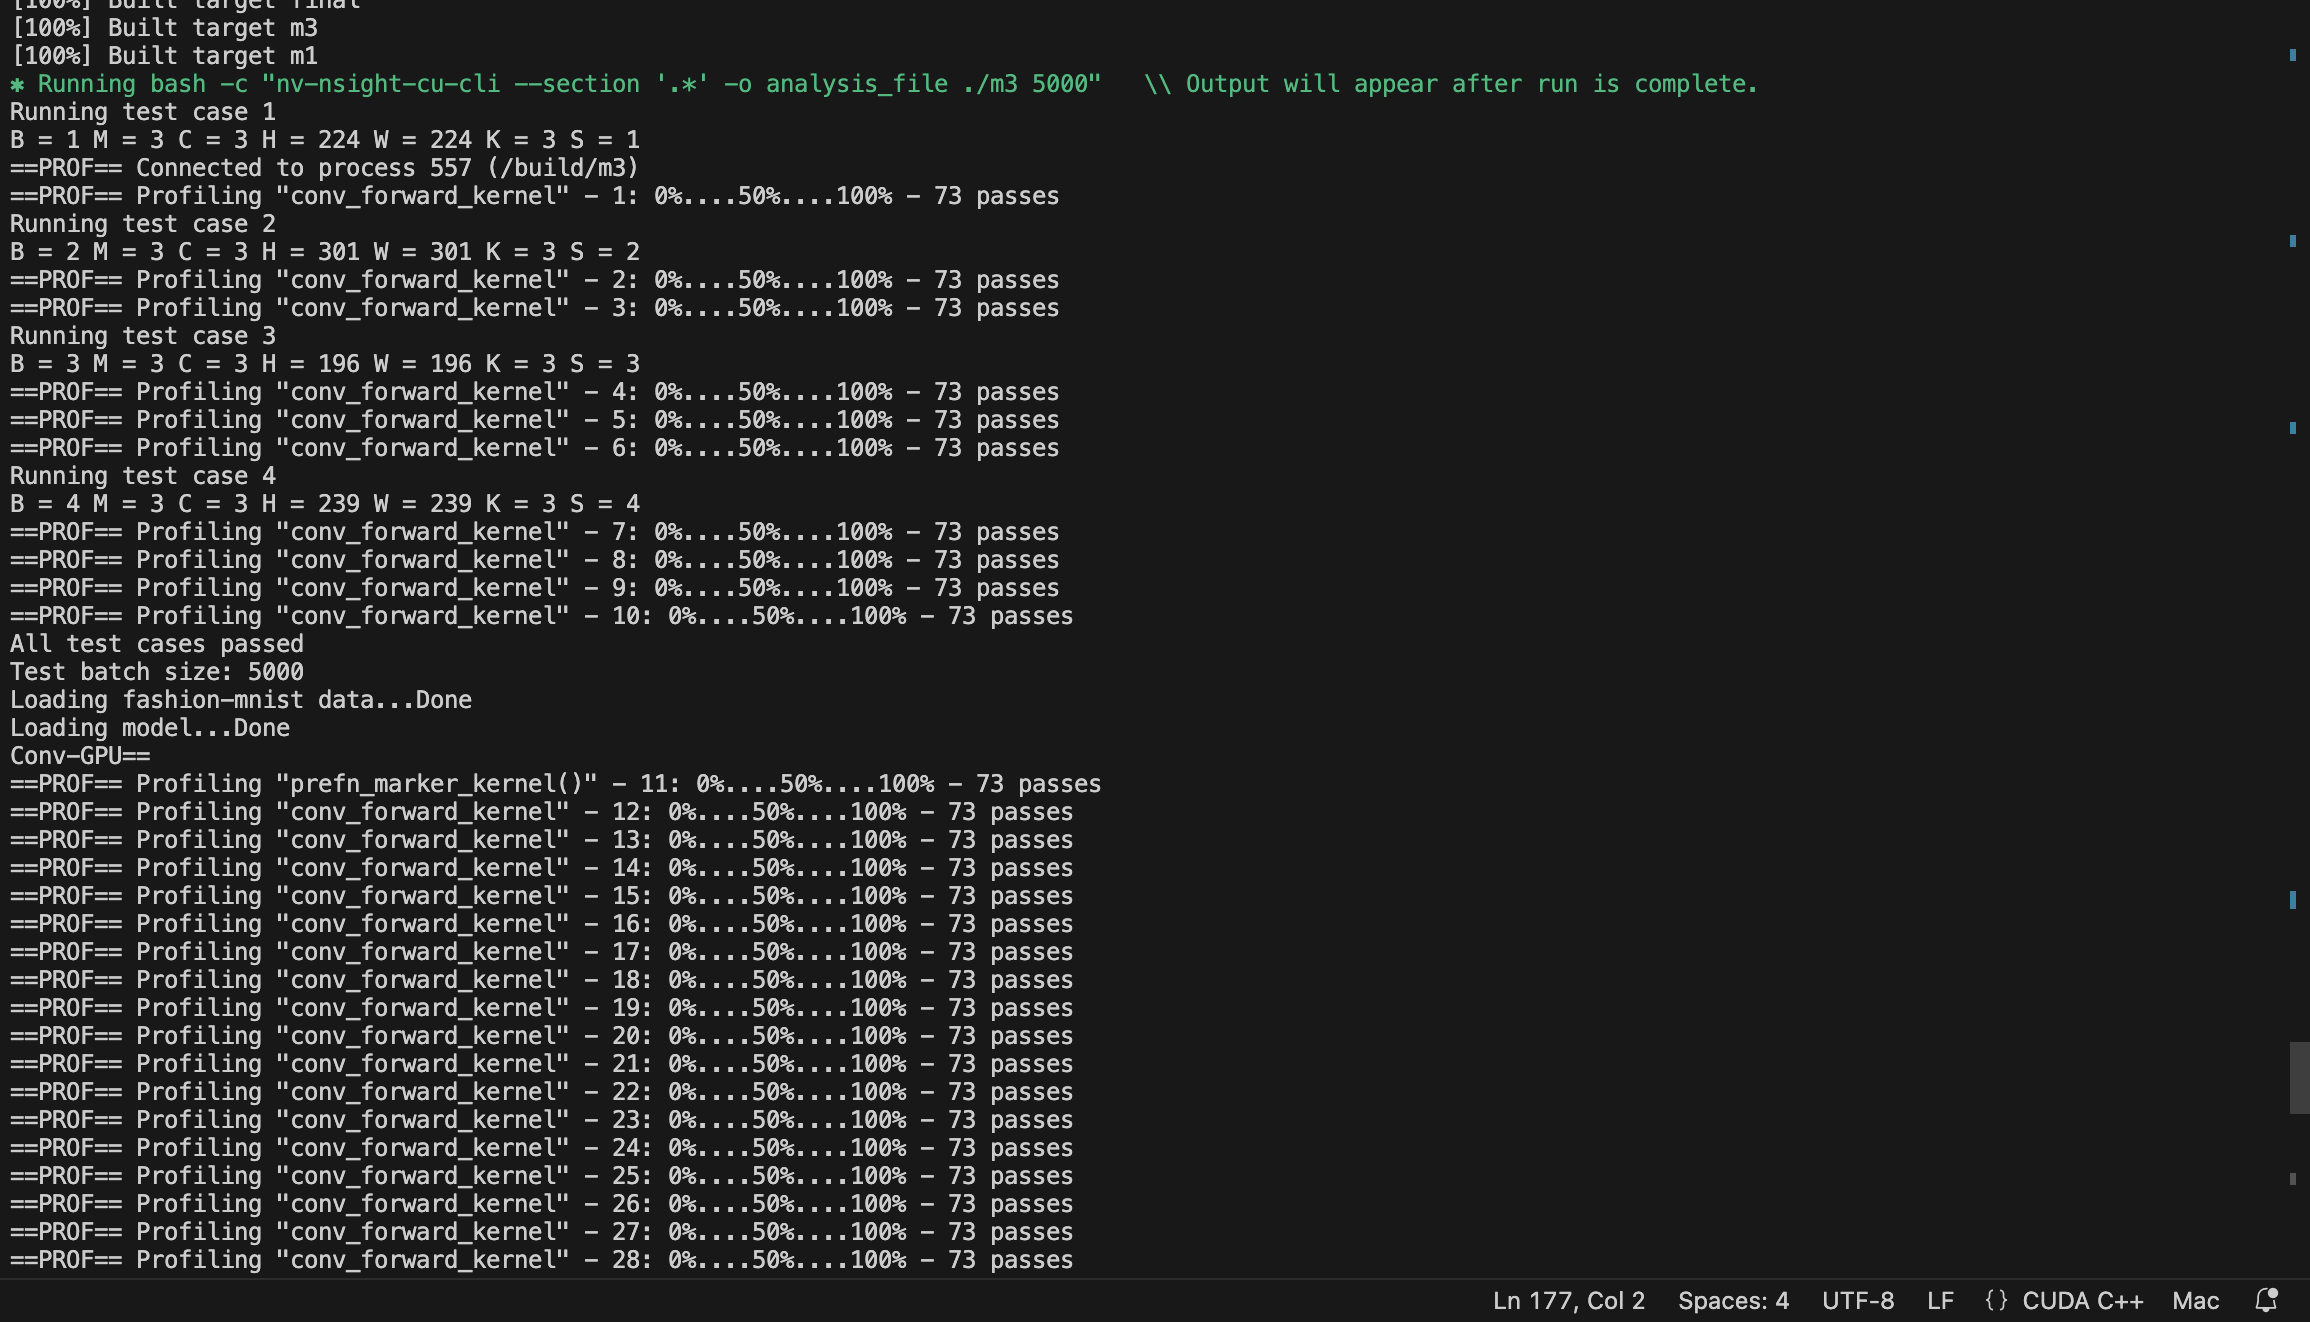 [100%] Built target final
[100%] Built target m3
[100%] Built target m1
✱ Running bash -c "nv-nsight-cu-cli --section '.*' -o analysis_file ./m3 5000"   \\ Output will appear after run is complete.
Running test case 1
B = 1 M = 3 C = 3 H = 224 W = 224 K = 3 S = 1
==PROF== Connected to process 557 (/build/m3)
==PROF== Profiling "conv_forward_kernel" - 1: 0%....50%....100% - 73 passes
Running test case 2
B = 2 M = 3 C = 3 H = 301 W = 301 K = 3 S = 2
==PROF== Profiling "conv_forward_kernel" - 2: 0%....50%....100% - 73 passes
==PROF== Profiling "conv_forward_kernel" - 3: 0%....50%....100% - 73 passes
Running test case 3
B = 3 M = 3 C = 3 H = 196 W = 196 K = 3 S = 3
==PROF== Profiling "conv_forward_kernel" - 4: 0%....50%....100% - 73 passes
==PROF== Profiling "conv_forward_kernel" - 5: 0%....50%....100% - 73 passes
==PROF== Profiling "conv_forward_kernel" - 6: 0%....50%....100% - 73 passes
Running test case 4
B = 4 M = 3 C = 3 H = 239 W = 239 K = 3 S = 4
==PROF== Profiling "conv_forward_kernel" - 7: 0%....50%....100% - 73 passes
==PROF== Profiling "conv_forward_kernel" - 8: 0%....50%....100% - 73 passes
==PROF== Profiling "conv_forward_kernel" - 9: 0%....50%....100% - 73 passes
==PROF== Profiling "conv_forward_kernel" - 10: 0%....50%....100% - 73 passes
All test cases passed
Test batch size: 5000
Loading fashion-mnist data...Done
Loading model...Done
Conv-GPU==
==PROF== Profiling "prefn_marker_kernel()" - 11: 0%....50%....100% - 73 passes
==PROF== Profiling "conv_forward_kernel" - 12: 0%....50%....100% - 73 passes
==PROF== Profiling "conv_forward_kernel" - 13: 0%....50%....100% - 73 passes
==PROF== Profiling "conv_forward_kernel" - 14: 0%....50%....100% - 73 passes
==PROF== Profiling "conv_forward_kernel" - 15: 0%....50%....100% - 73 passes
==PROF== Profiling "conv_forward_kernel" - 16: 0%....50%....100% - 73 passes
==PROF== Profiling "conv_forward_kernel" - 17: 0%....50%....100% - 73 passes
==PROF== Profiling "conv_forward_kernel" - 18: 0%....50%....100% - 73 passes
==PROF== Profiling "conv_forward_kernel" - 19: 0%....50%....100% - 73 passes
==PROF== Profiling "conv_forward_kernel" - 20: 0%....50%....100% - 73 passes
==PROF== Profiling "conv_forward_kernel" - 21: 0%....50%....100% - 73 passes
==PROF== Profiling "conv_forward_kernel" - 22: 0%....50%....100% - 73 passes
==PROF== Profiling "conv_forward_kernel" - 23: 0%....50%....100% - 73 passes
==PROF== Profiling "conv_forward_kernel" - 24: 0%....50%....100% - 73 passes
==PROF== Profiling "conv_forward_kernel" - 25: 0%....50%....100% - 73 passes
==PROF== Profiling "conv_forward_kernel" - 26: 0%....50%....100% - 73 passes
==PROF== Profiling "conv_forward_kernel" - 27: 0%....50%....100% - 73 passes
==PROF== Profiling "conv_forward_kernel" - 28: 0%....50%....100% - 73 passes
Ln 177, Col 2 Spaces: 4 UTF-8 LF {} CUDA C++ Mac